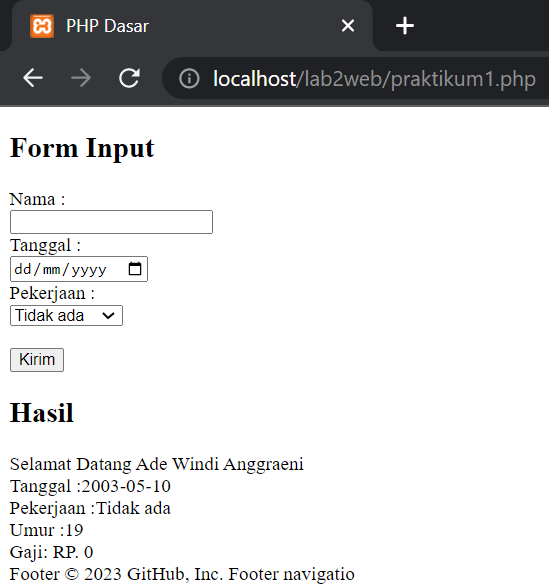 PHP Dasar
localhost/lab2web/praktikum1.php
Form Input
Nama :
Tanggal :
dd/mm/yyyy
Pekerjaan :
Tidak ada
Kirim
Hasil
Selamat Datang Ade Windi Anggraeni
Tanggal :2003-05-10
Pekerjaan :Tidak ada
Umur :19
Gaji: RP. 0
Footer © 2023 GitHub, Inc. Footer navigatio